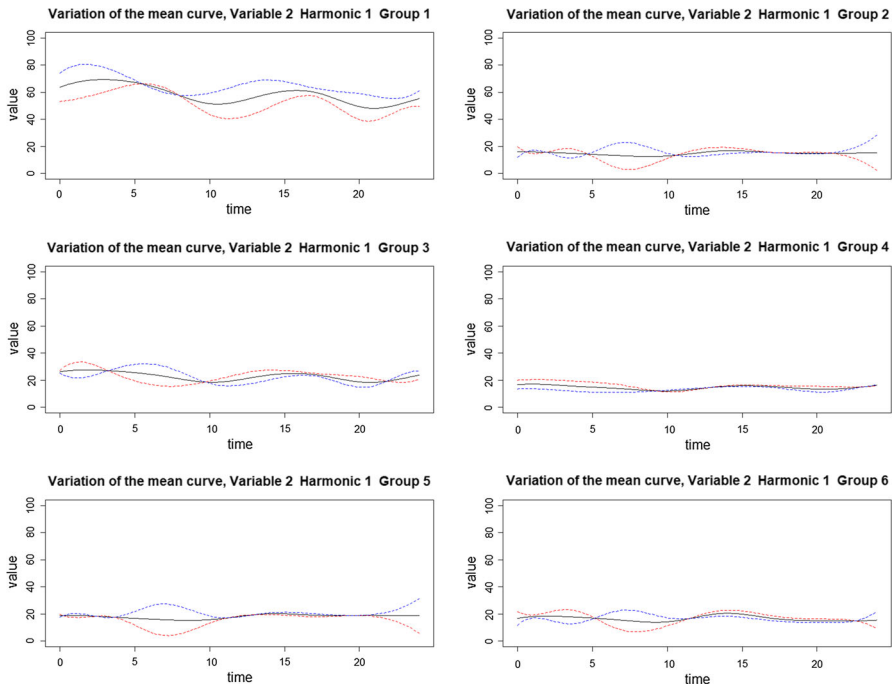 Variation of the mean curve, Variable 2 Harmonic 1 Group 1
value
0 20 40 60 80 100
0 5 10 15 20
time
Variation of the mean curve, Variable 2 Harmonic 1 Group 2
value
0 20 40 60 80 100
0 5 10 15 20
time
Variation of the mean curve, Variable 2 Harmonic 1 Group 3
value
0 20 40 60 80 100
0 5 10 15 20
time
Variation of the mean curve, Variable 2 Harmonic 1 Group 4
value
0 20 40 60 80 100
0 5 10 15 20
time
Variation of the mean curve, Variable 2 Harmonic 1 Group 5
value
0 20 40 60 80 100
0 5 10 15 20
time
Variation of the mean curve, Variable 2 Harmonic 1 Group 6
value
0 20 40 60 80 100
0 5 10 15 20
time